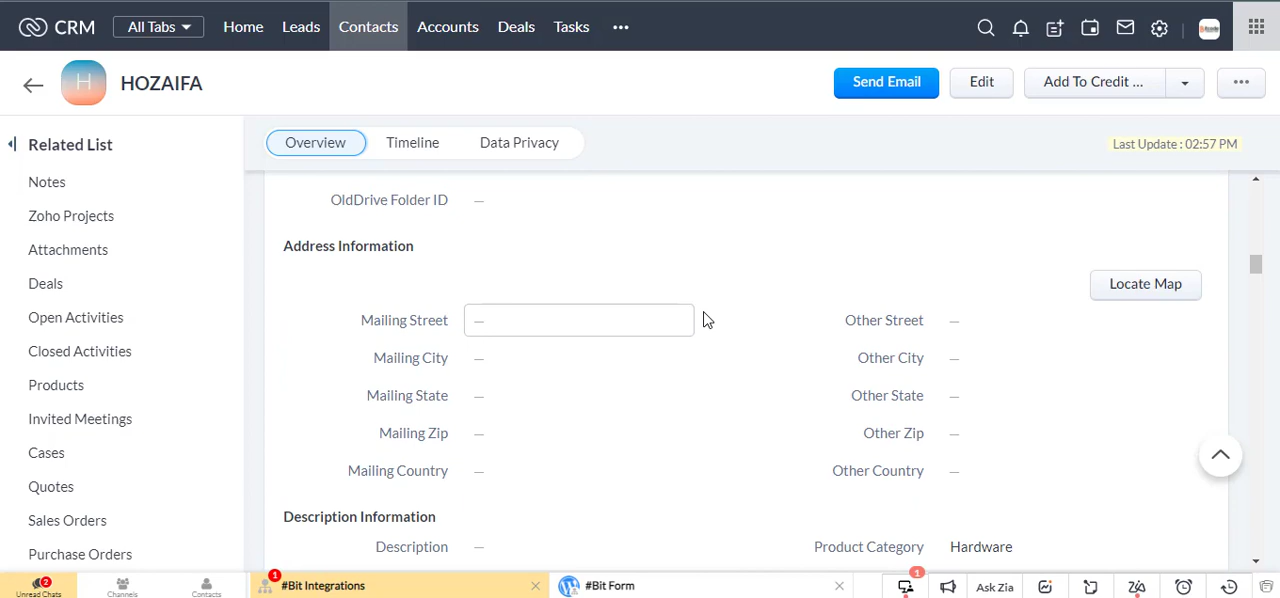 CRM All Tabs Home Leads Contacts Accounts Deals Tasks •••
H HOZAIFA Send Email Edit Add To Credit ... •••
Related List Overview Timeline Data Privacy Last Update : 02:57 PM
Notes
Zoho Projects
Attachments
Deals
Open Activities
Closed Activities
Products
Invited Meetings
Cases
Quotes
Sales Orders
Purchase Orders
OldDrive Folder ID —
Address Information
Locate Map
Mailing Street — Other Street —
Mailing City — Other City —
Mailing State — Other State —
Mailing Zip — Other Zip —
Mailing Country — Other Country —
Description Information
Description — Product Category Hardware
2 Unread Chats Channels Contacts 1 #Bit Integrations #Bit Form 1 Ask Zia